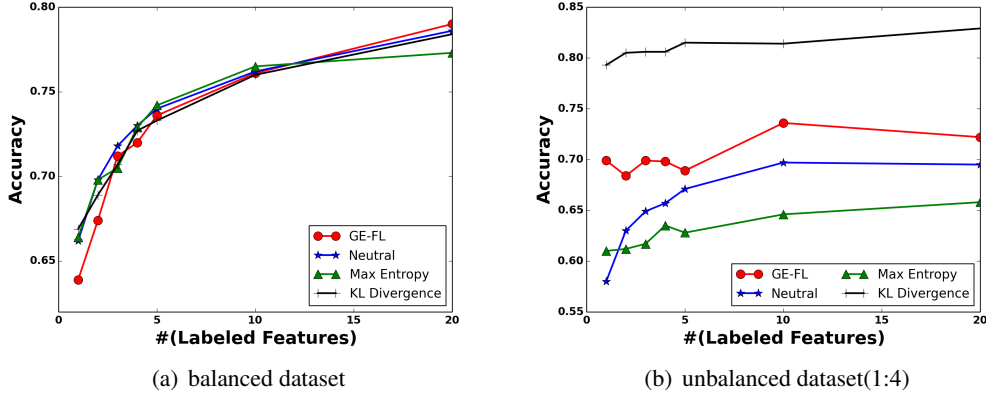 0.80
0.75
0.70
0.65
Accuracy
GE-FL
Neutral
Max Entropy
KL Divergence
0 5 10 15 20
#(Labeled Features)
(a) balanced dataset
0.85
0.80
0.75
0.70
0.65
0.60
0.55
Accuracy
GE-FL Max Entropy
Neutral KL Divergence
0 5 10 15 20
#(Labeled Features)
(b) unbalanced dataset(1:4)